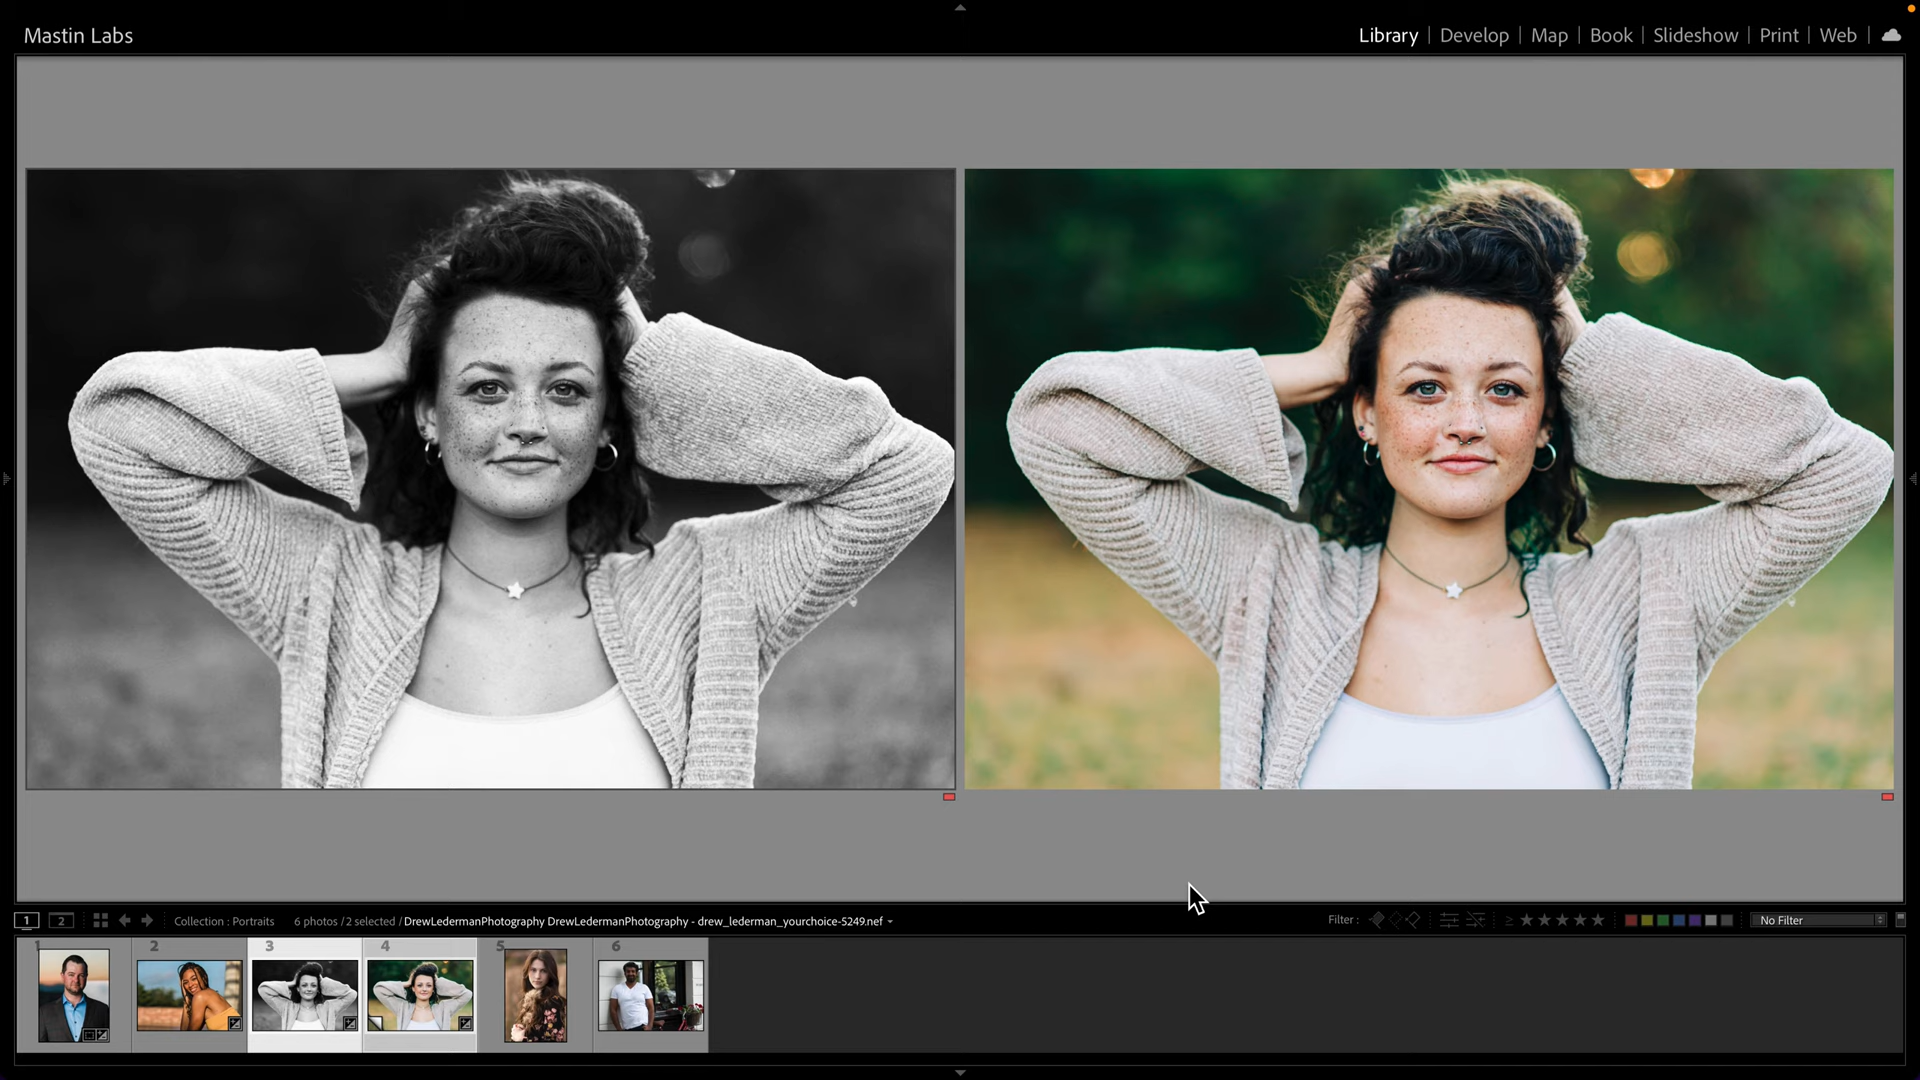 Mastin Labs
Library | Develop | Map | Book | Slideshow | Print | Web |
1 2 Collection : Portraits 6 photos / 2 selected / DrewLedermanPhotography DrewLedermanPhotography - drew_lederman_yourchoice-5249.nef Filter : ≥ ★★★★★ No Filter
1 2 3 4 5 6